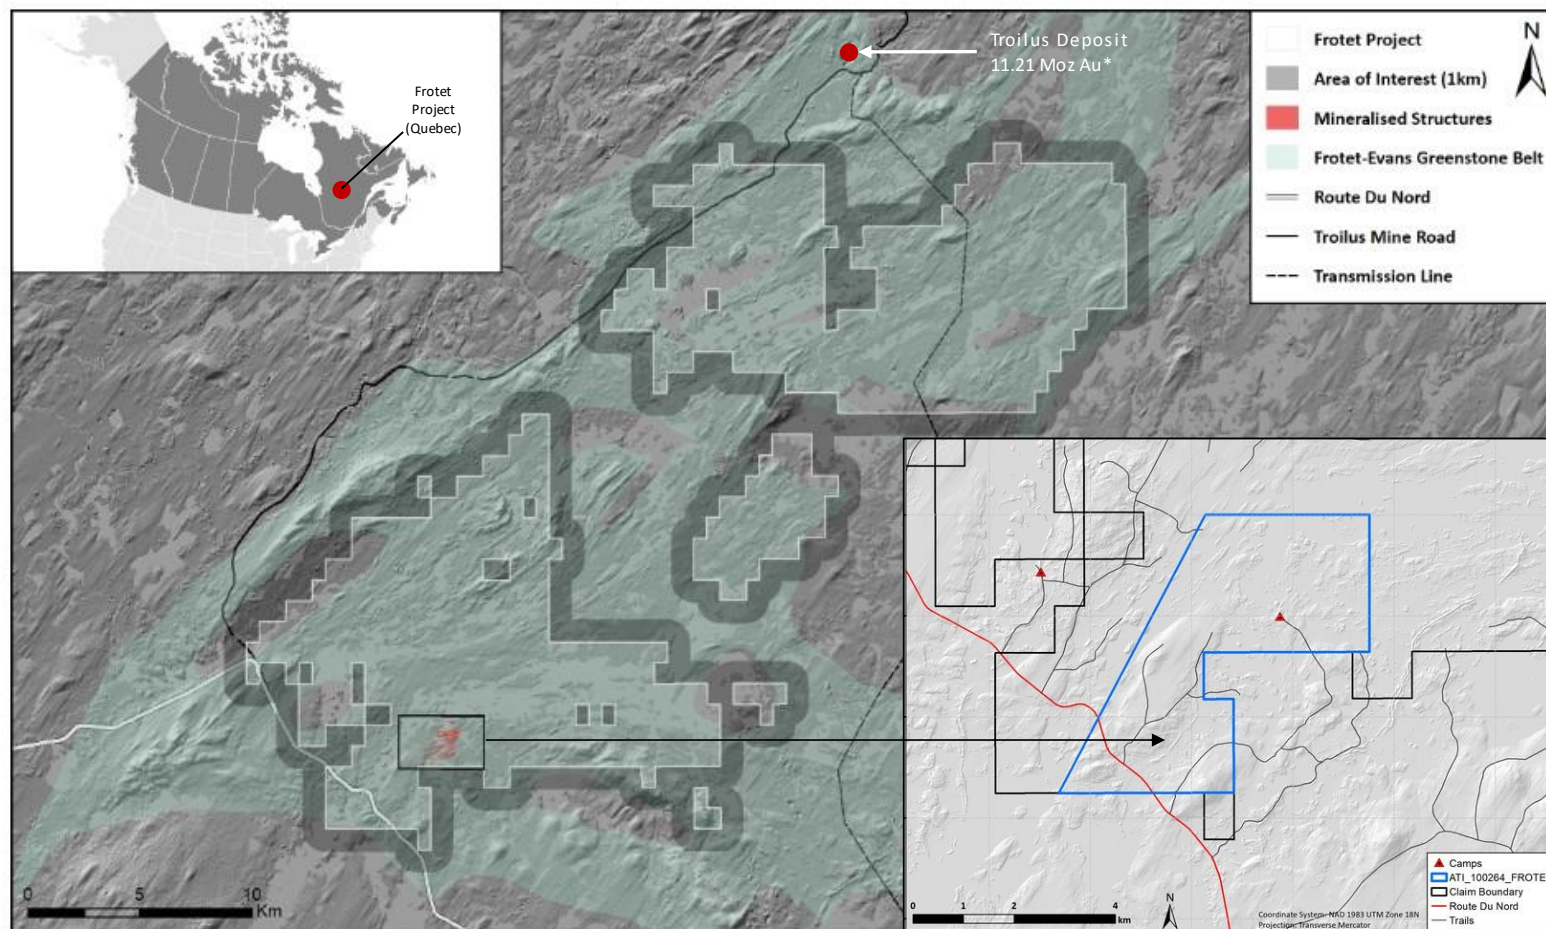 Frotet
Project
(Quebec)
Troilus Deposit
11.21 Moz Au*
Frotet Project
Area of Interest (1km)
Mineralised Structures
Frotet-Evans Greenstone Belt
Route Du Nord
Troilus Mine Road
Transmission Line
N
0 5 10
Km
Camps
ATI_100264_FROTE
Claim Boundary
Route Du Nord
Trails
0 1 2 4
km
N
Coordinate System: NAD 1983 UTM Zone 18N
Projection: Transverse Mercator